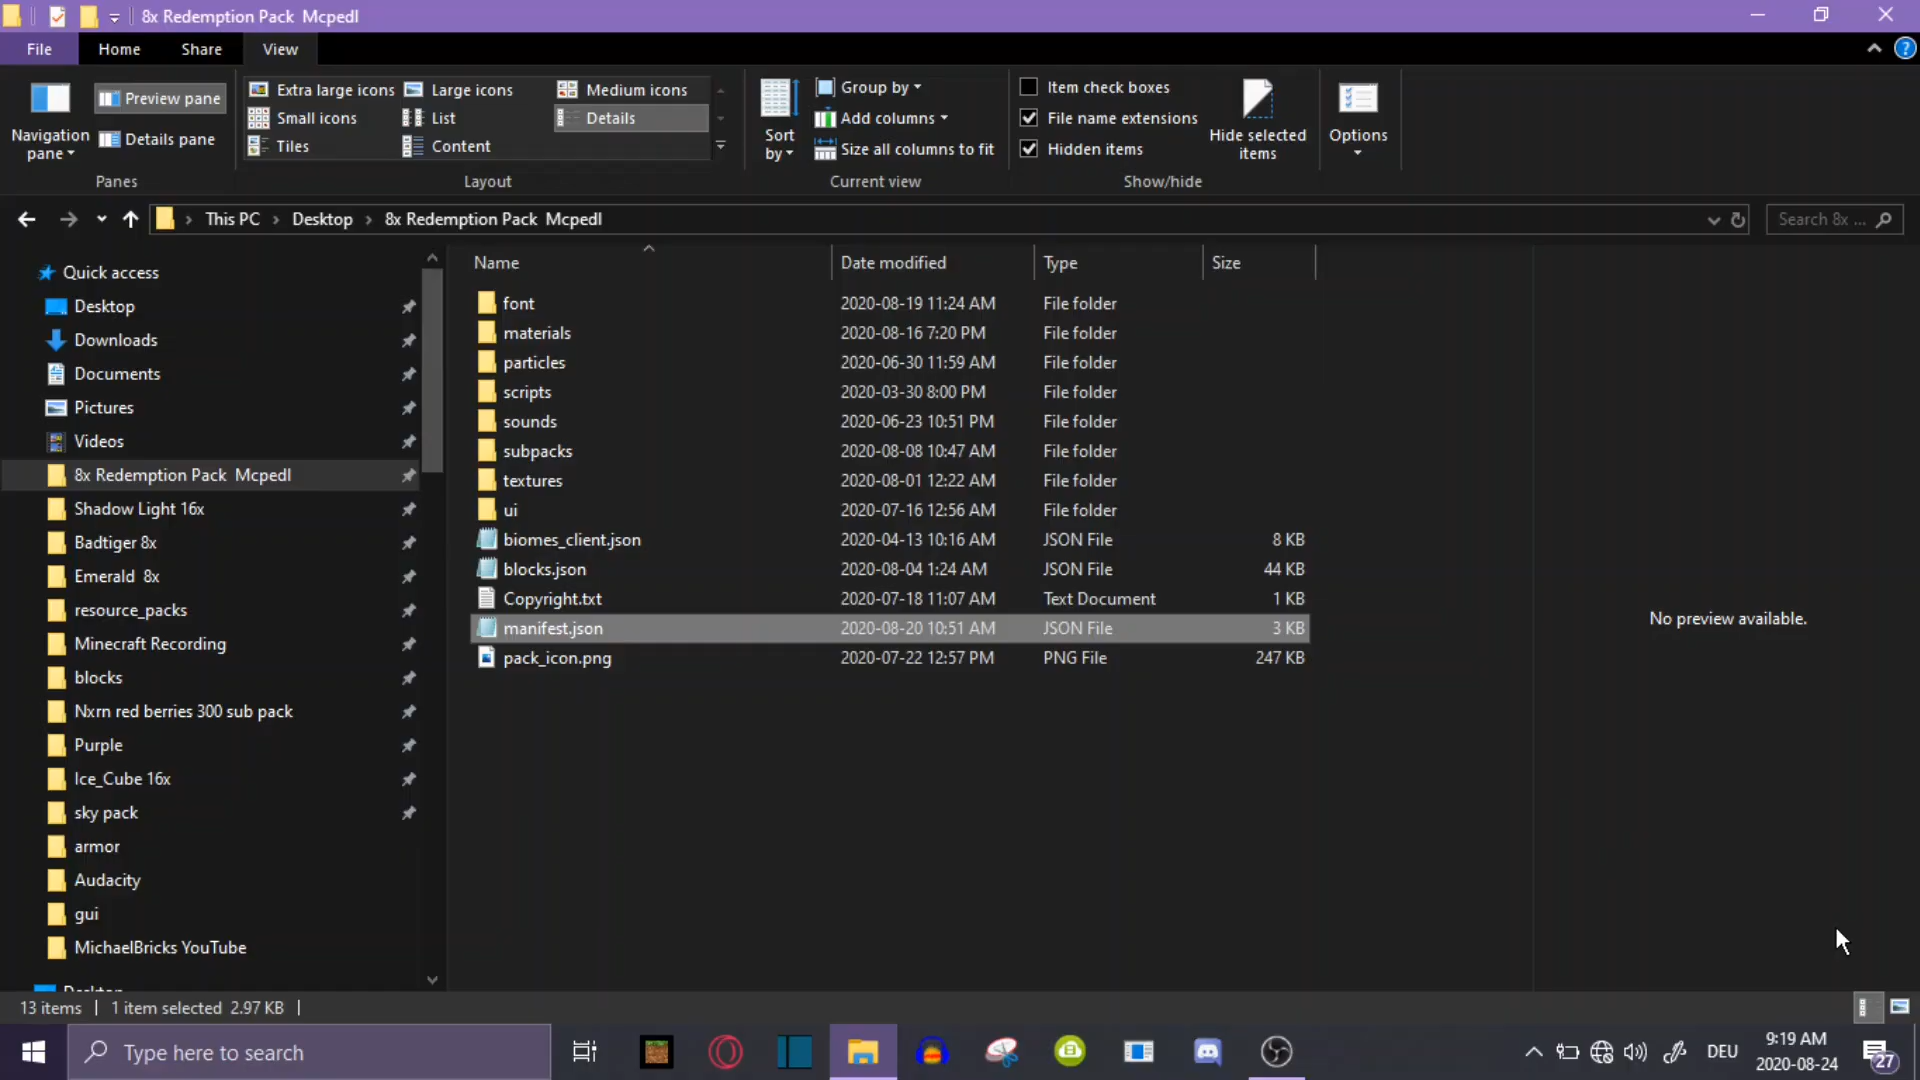 8x Redemption Pack  Mcpedl
File Home Share View
Navigation pane
Preview pane
Details pane
Panes
Extra large icons Large icons Medium icons
Small icons List Details
Tiles Content
Layout
Sort by
Group by
Add columns
Size all columns to fit
Current view
Item check boxes
File name extensions
Hidden items
Hide selected items
Show/hide
Options
This PC Desktop 8x Redemption Pack  Mcpedl
Search 8x ...
Quick access
Desktop
Downloads
Documents
Pictures
Videos
8x Redemption Pack  Mcpedl
Shadow Light 16x
Badtiger 8x
Emerald  8x
resource_packs
Minecraft Recording
blocks
Nxrn red berries 300 sub pack
Purple
Ice_Cube 16x
sky pack
armor
Audacity
gui
MichaelBricks YouTube
Name Date modified Type Size
font 2020-08-19 11:24 AM File folder
materials 2020-08-16 7:20 PM File folder
particles 2020-06-30 11:59 AM File folder
scripts 2020-03-30 8:00 PM File folder
sounds 2020-06-23 10:51 PM File folder
subpacks 2020-08-08 10:47 AM File folder
textures 2020-08-01 12:22 AM File folder
ui 2020-07-16 12:56 AM File folder
biomes_client.json 2020-04-13 10:16 AM JSON File 8 KB
blocks.json 2020-08-04 1:24 AM JSON File 44 KB
Copyright.txt 2020-07-18 11:07 AM Text Document 1 KB
manifest.json 2020-08-20 10:51 AM JSON File 3 KB
pack_icon.png 2020-07-22 12:57 PM PNG File 247 KB
No preview available.
13 items 1 item selected 2.97 KB
Type here to search
DEU
9:19 AM
2020-08-24
27